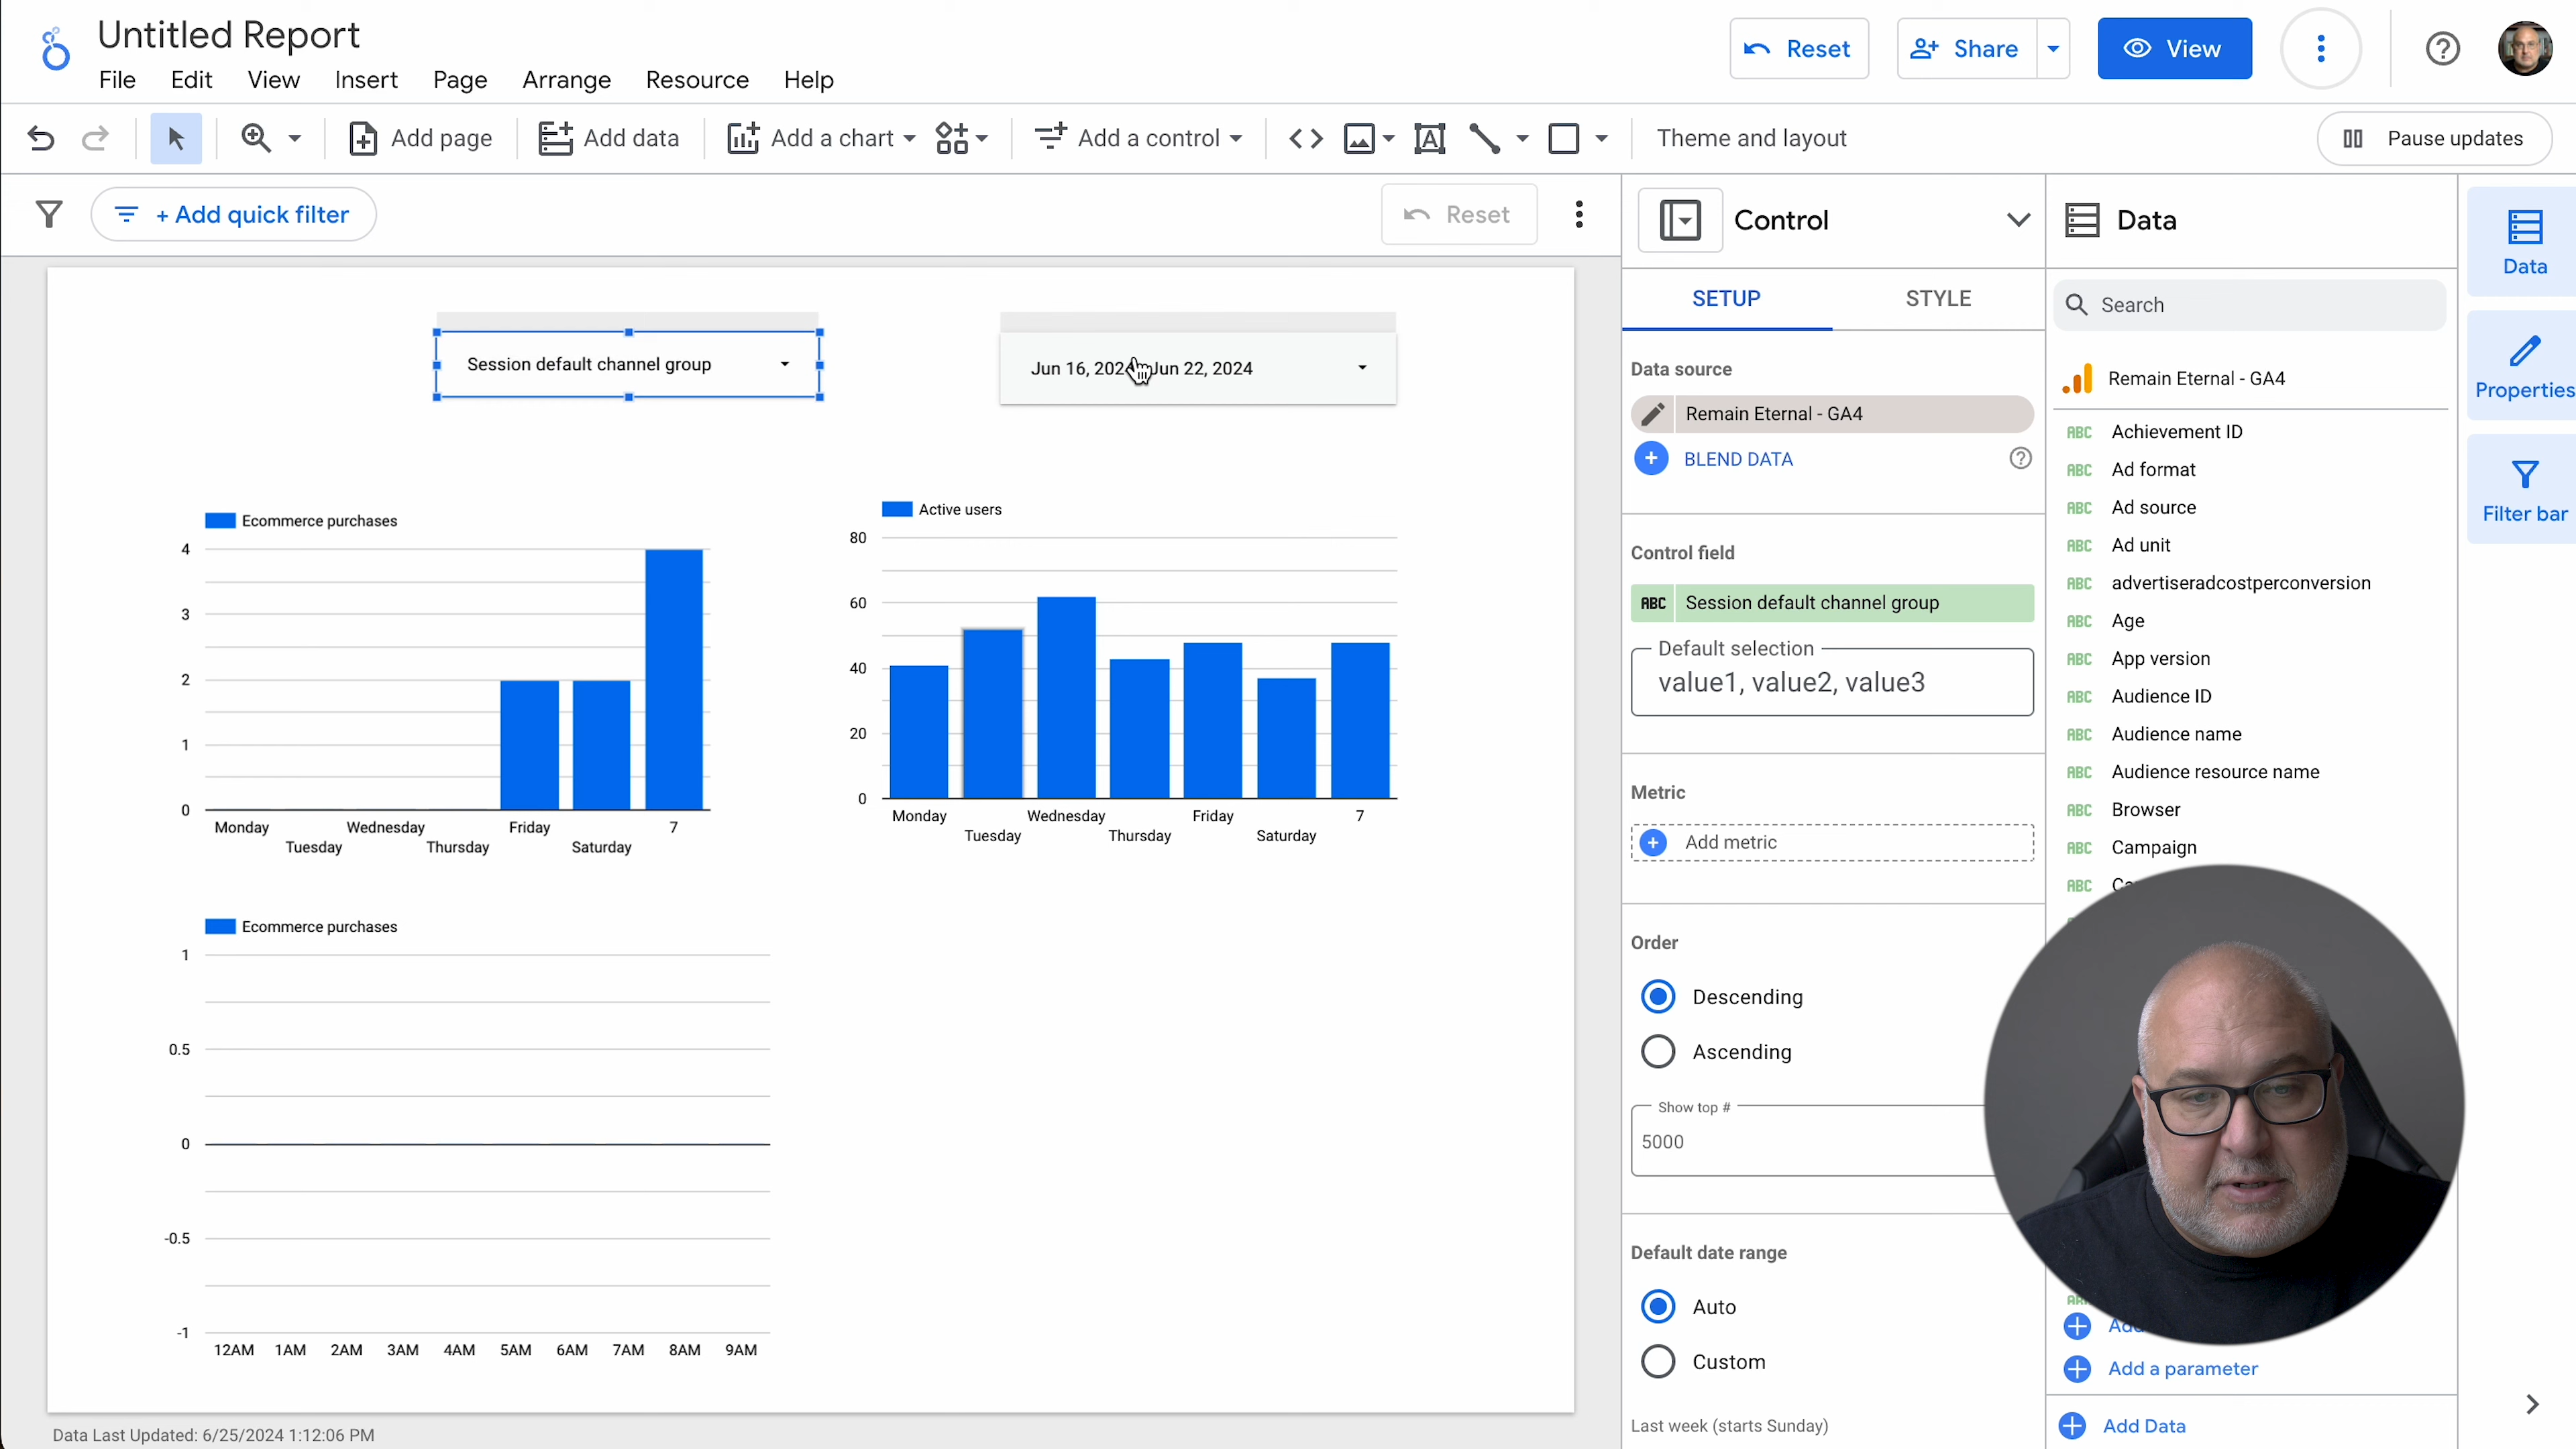 Untitled Report
File Edit View Insert Page Arrange Resource Help
Reset
Share
View
Add page
Add data
Add a chart
Add a control
Theme and layout
Pause updates
+ Add quick filter
Reset
Session default channel group
Jun 16, 2024 Jun 22, 2024
Ecommerce purchases
4
3
2
1
0
Monday
Tuesday
Wednesday
Thursday
Friday
Saturday
7
Active users
80
60
40
20
0
Monday
Tuesday
Wednesday
Thursday
Friday
Saturday
7
Ecommerce purchases
1
0.5
0
-0.5
-1
12AM 1AM 2AM 3AM 4AM 5AM 6AM 7AM 8AM 9AM
Data Last Updated: 6/25/2024 1:12:06 PM
Control
SETUP STYLE
Data source
Remain Eternal - GA4
BLEND DATA
Control field
ABC Session default channel group
Default selection
value1, value2, value3
Metric
Add metric
Order
Descending
Ascending
Show top #
5000
Default date range
Auto
Custom
Last week (starts Sunday)
Data
Search
Remain Eternal - GA4
ABC Achievement ID
ABC Ad format
ABC Ad source
ABC Ad unit
ABC advertiseradcostperconversion
ABC Age
ABC App version
ABC Audience ID
ABC Audience name
ABC Audience resource name
ABC Browser
ABC Campaign
ABC
Add a parameter
Add Data
Data
Properties
Filter bar